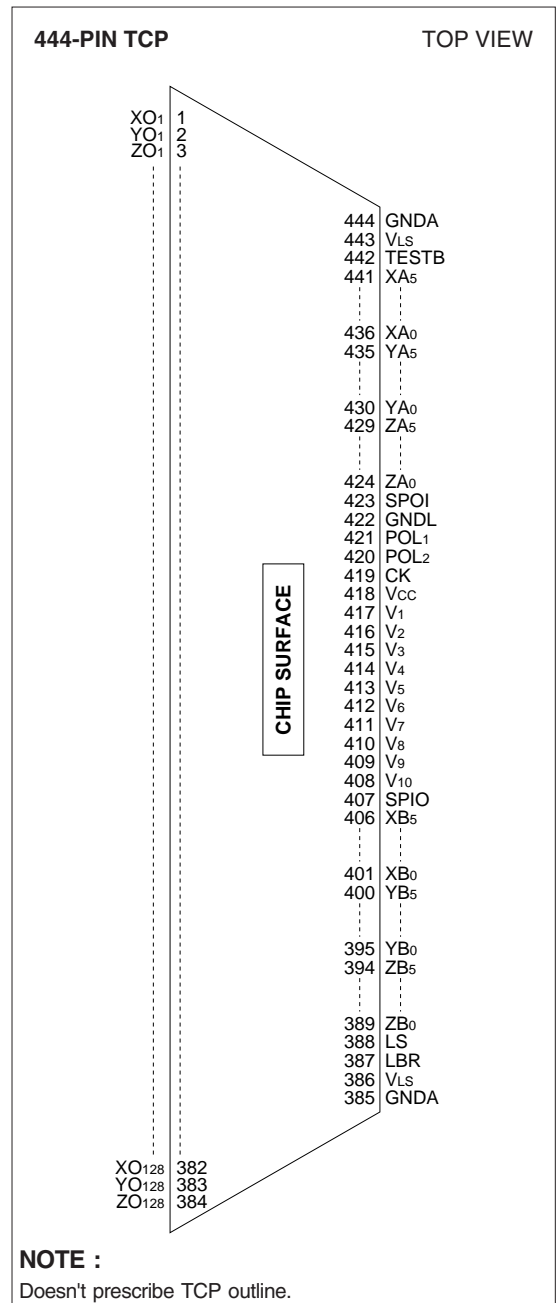 444-PIN TCP TOP VIEW
XO1 1
YO1 2
ZO1 3
444 GNDA
443 VLS
442 TESTB
441 XA5
436 XA0
435 YA5
430 YA0
429 ZA5
424 ZA0
423 SPOI
422 GNDL
421 POL1
420 POL2
419 CK
418 VCC
417 V1
416 V2
415 V3
414 V4
413 V5
412 V6
411 V7
410 V8
409 V9
408 V10
407 SPIO
406 XB5
401 XB0
400 YB5
395 YB0
394 ZB5
389 ZB0
388 LS
387 LBR
386 VLS
385 GNDA
CHIP SURFACE
XO128 382
YO128 383
ZO128 384
NOTE :
Doesn't prescribe TCP outline.